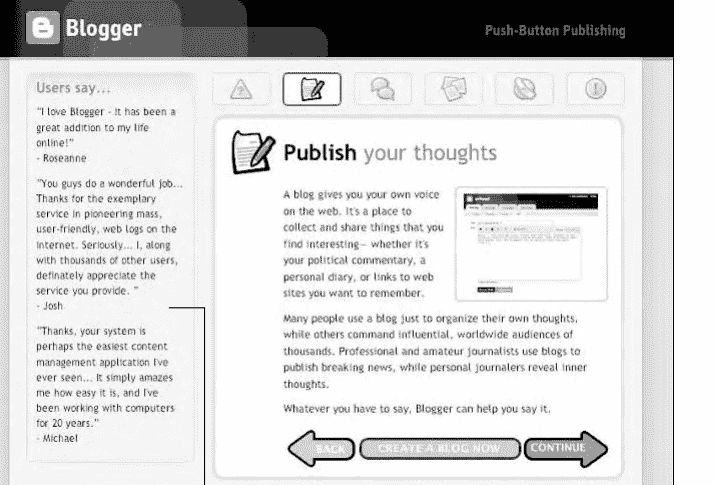 Blogger
Push-Button Publishing
Users say...
"I love Blogger - it has been a
great addition to my life
online!"
- Roseanne
"You guys do a wonderful job...
Thanks for the exemplary
service in pioneering mass,
user-friendly, web logs on the
internet. Seriously... I, along
with thousands of other users,
definately appreciate the
service you provide. "
- Josh
"Thanks, your system is
perhaps the easiest content
management application I've
ever seen... It simply amazes
me how easy it is, and I've
been working with computers
for 20 years."
- Michael
Publish your thoughts
A blog gives you your own voice
on the web. It's a place to
collect and share things that you
find interesting— whether it's
your political commentary, a
personal diary, or links to web
sites you want to remember.
Many people use a blog just to organize their own thoughts,
while others command influential, worldwide audiences of
thousands. Professional and amateur journalists use blogs to
publish breaking news, while personal journalers reveal inner
thoughts.
Whatever you have to say, Blogger can help you say it.
BACK
CREATE A BLOG NOW
CONTINUE